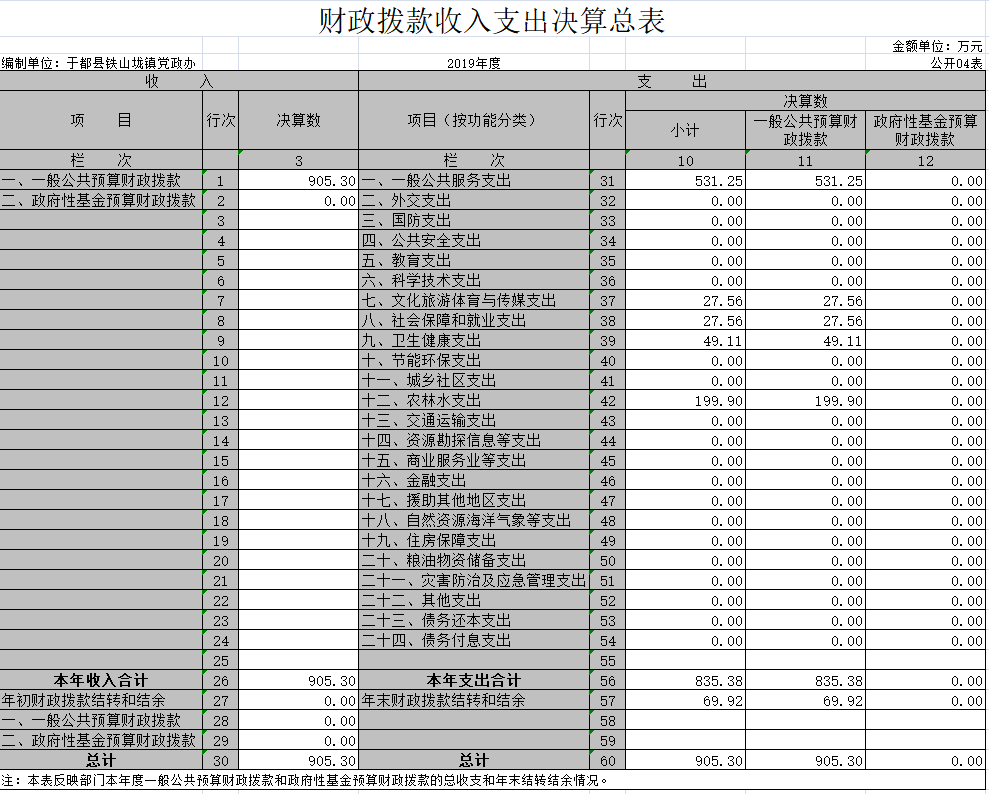 财政拨款收入支出决算总表
金额单位：万元
编制单位：于都县铁山垅镇党政办 2019年度 公开04表
收 入 支 出
项 目 行次 决算数 项目（按功能分类） 行次 决算数
小计 一般公共预算财政拨款 政府性基金预算财政拨款
栏 次 3 栏 次 10 11 12
一、一般公共预算财政拨款 1 905.30 一、一般公共服务支出 31 531.25 531.25 0.00
二、政府性基金预算财政拨款 2 0.00 二、外交支出 32 0.00 0.00 0.00
3 三、国防支出 33 0.00 0.00 0.00
4 四、公共安全支出 34 0.00 0.00 0.00
5 五、教育支出 35 0.00 0.00 0.00
6 六、科学技术支出 36 0.00 0.00 0.00
7 七、文化旅游体育与传媒支出 37 27.56 27.56 0.00
8 八、社会保障和就业支出 38 27.56 27.56 0.00
9 九、卫生健康支出 39 49.11 49.11 0.00
10 十、节能环保支出 40 0.00 0.00 0.00
11 十一、城乡社区支出 41 0.00 0.00 0.00
12 十二、农林水支出 42 199.90 199.90 0.00
13 十三、交通运输支出 43 0.00 0.00 0.00
14 十四、资源勘探信息等支出 44 0.00 0.00 0.00
15 十五、商业服务业等支出 45 0.00 0.00 0.00
16 十六、金融支出 46 0.00 0.00 0.00
17 十七、援助其他地区支出 47 0.00 0.00 0.00
18 十八、自然资源海洋气象等支出 48 0.00 0.00 0.00
19 十九、住房保障支出 49 0.00 0.00 0.00
20 二十、粮油物资储备支出 50 0.00 0.00 0.00
21 二十一、灾害防治及应急管理支出 51 0.00 0.00 0.00
22 二十二、其他支出 52 0.00 0.00 0.00
23 二十三、债务还本支出 53 0.00 0.00 0.00
24 二十四、债务付息支出 54 0.00 0.00 0.00
25 55
本年收入合计 26 905.30 本年支出合计 56 835.38 835.38 0.00
年初财政拨款结转和结余 27 0.00 年末财政拨款结转和结余 57 69.92 69.92 0.00
一、一般公共预算财政拨款 28 0.00 58
二、政府性基金预算财政拨款 29 0.00 59
总计 30 905.30 总计 60 905.30 905.30 0.00
注：本表反映部门本年度一般公共预算财政拨款和政府性基金预算财政拨款的总收支和年末结转结余情况。